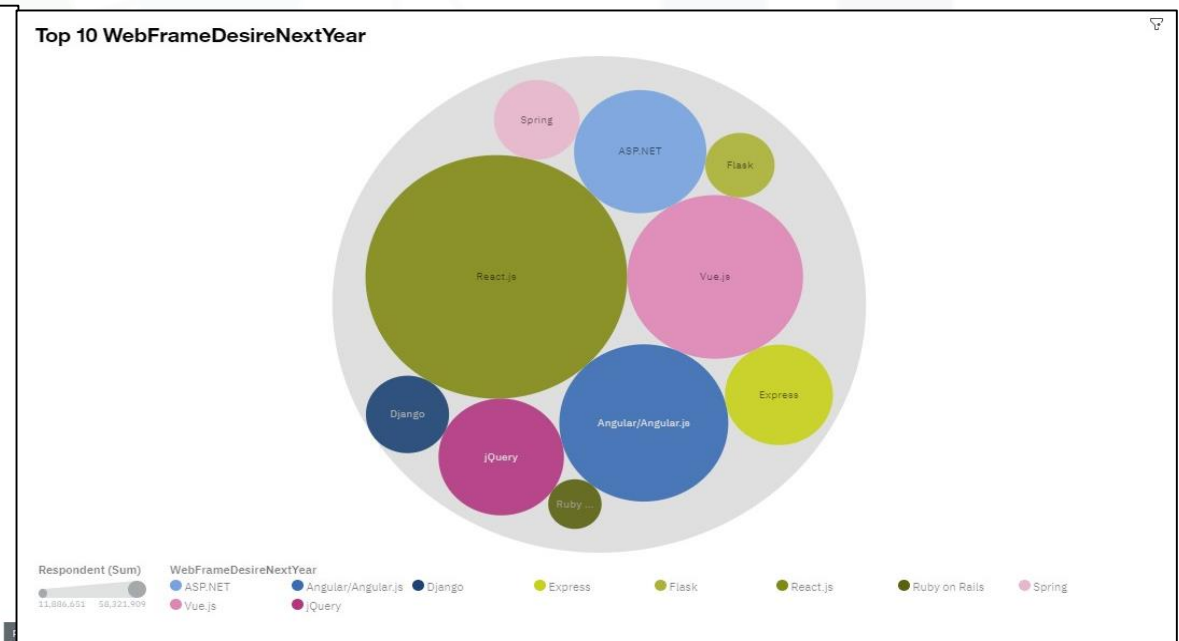 Top 10 WebFrameDesireNextYear
Spring
ASP.NET
Flask
React.js
Vue.js
Express
Django
Angular/Angular.js
jQuery
Ruby ...
Respondent (Sum)
11,886,651 58,321,909
WebFrameDesireNextYear
ASP.NET Angular/Angular.js Django Express Flask React.js Ruby on Rails Spring
Vue.js jQuery